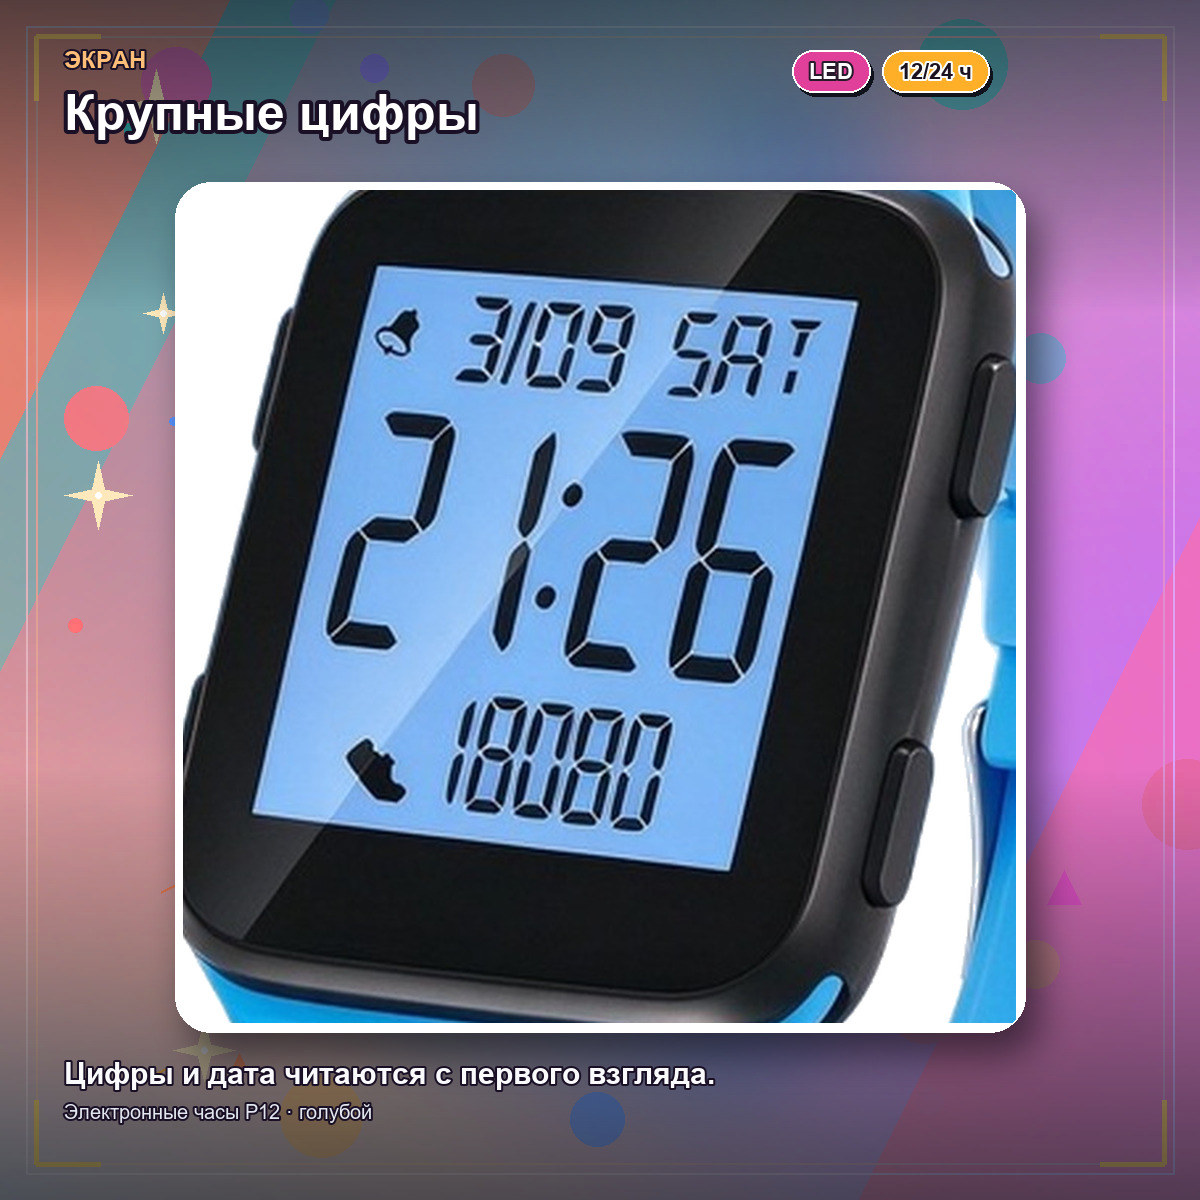 ЭКРАН
Крупные цифры
LED
12/24 ч
3/09 SAT
21:26
18080
Цифры и дата читаются с первого взгляда.
Электронные часы P12 · голубой